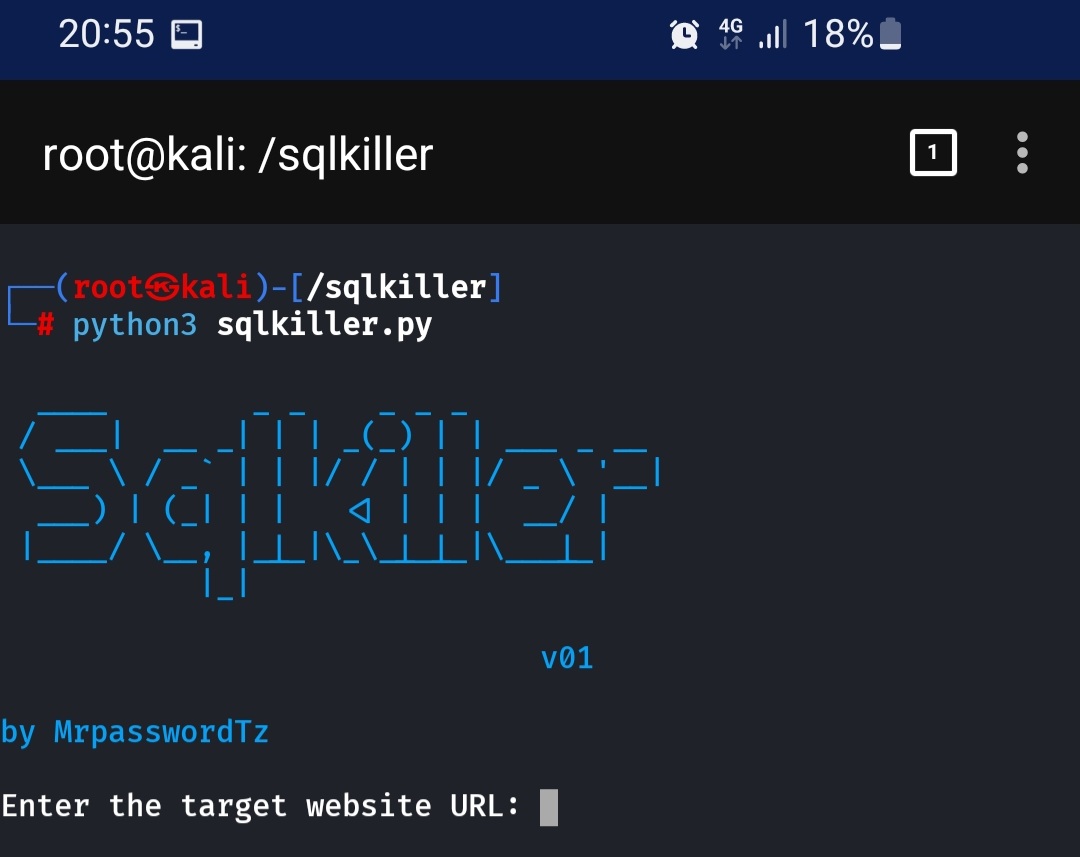 20:55 4G 18%
root@kali: /sqlkiller 1
┌──(root㉿kali)-[/sqlkiller]
└─# python3 sqlkiller.py
Sqlkiller
v01
by MrpasswordTz
Enter the target website URL: